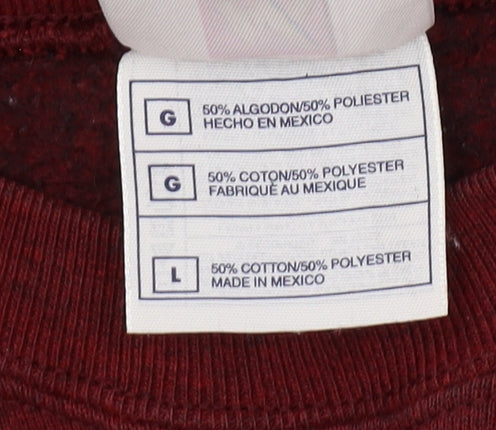 G
50% ALGODON/50% POLIESTER
HECHO EN MEXICO
G
50% COTON/50% POLYESTER
FABRIQUÉ AU MEXIQUE
L
50% COTTON/50% POLYESTER
MADE IN MEXICO